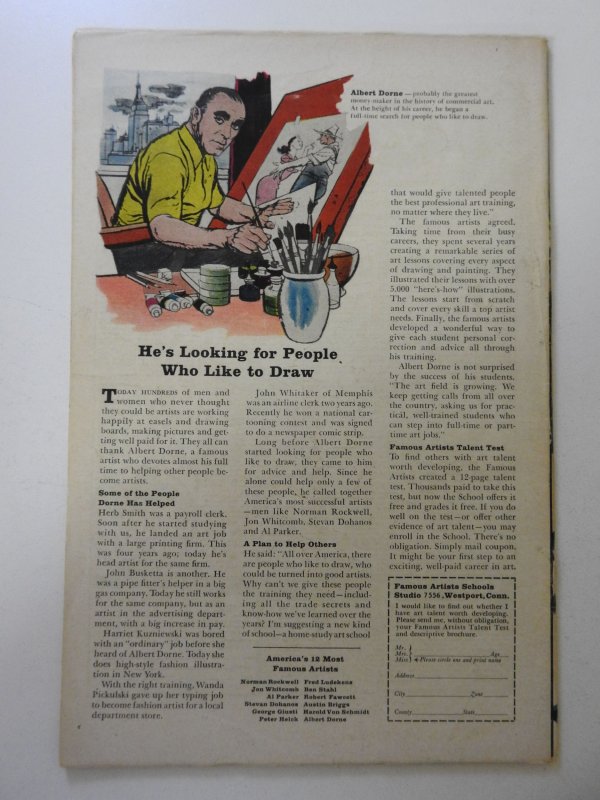 Albert Dorne — probably the greatest
money-maker in the history of commercial art.
At the height of his career, he began a
full-time search for people who like to draw.
He's Looking for People
Who Like to Draw
TODAY HUNDREDS of men and
women who never thought
they could be artists are working
happily at easels and drawing
boards, making pictures and get-
ting well paid for it. They all can
thank Albert Dorne, a famous
artist who devotes almost his full
time to helping other people be-
come artists.
Some of the People
Dorne Has Helped
Herb Smith was a payroll clerk.
Soon after he started studying
with us, he landed an art job
with a large printing firm. This
was four years ago; today he's
head artist for the same firm.
John Busketta is another. He
was a pipe fitter's helper in a big
gas company. Today he still works
for the same company, but as an
artist in the advertising depart-
ment, with a big increase in pay.
Harriet Kuzniewski was bored
with an "ordinary" job before she
heard of Albert Dorne. Today she
does high-style fashion illustra-
tion in New York.
With the right training, Wanda
Pickulski gave up her typing job
to become fashion artist for a local
department store.
John Whitaker of Memphis
was an airline clerk two years ago.
Recently he won a national car-
tooning contest and was signed
to do a newspaper comic strip.
Long before Albert Dorne
started looking for people who
like to draw, they came to him
for advice and help. Since he
alone could help only a few of
these people, he called together
America's most successful artists
—men like Norman Rockwell,
Jon Whitcomb, Stevan Dohanos
and Al Parker.
A Plan to Help Others
He said: "All over America, there
are people who like to draw, who
could be turned into good artists.
Why can't we give these people
the training they need—includ-
ing all the trade secrets and
know-how we've learned over the
years? I'm suggesting a new kind
of school—a home-study art school
America's 12 Most
Famous Artists
Norman Rockwell Fred Ludekens
Jon Whitcomb Ben Stahl
Al Parker Robert Fawcett
Stevan Dohanos Austin Briggs
George Giusti Harold Von Schmidt
Peter Helck Albert Dorne
that would give talented people
the best professional art training,
no matter where they live."
The famous artists agreed.
Taking time from their busy
careers, they spent several years
creating a remarkable series of
art lessons covering every aspect
of drawing and painting. They
illustrated their lessons with over
5,000 "here's-how" illustrations.
The lessons start from scratch
and cover every skill a top artist
needs. Finally, the famous artists
developed a wonderful way to
give each student personal cor-
rection and advice all through
his training.
Albert Dorne is not surprised
by the success of his students.
"The art field is growing. We
keep getting calls from all over
the country, asking us for prac-
tical, well-trained students who
can step into full-time or part-
time art jobs."
Famous Artists Talent Test
To find others with art talent
worth developing, the Famous
Artists created a 12-page talent
test. Thousands paid to take this
test, but now the School offers it
free and grades it free. If you do
well on the test—or offer other
evidence of art talent—you may
enroll in the School. There's no
obligation. Simply mail coupon.
It might be your first step to an
exciting, well-paid career in art.
Famous Artists Schools
Studio 7556, Westport, Conn.
I would like to find out whether I
have art talent worth developing.
Please send me, without obligation,
your Famous Artists Talent Test
and descriptive brochure.
Mr.
Mrs. Age
Miss Please circle one and print name
Address
City Zone
County State